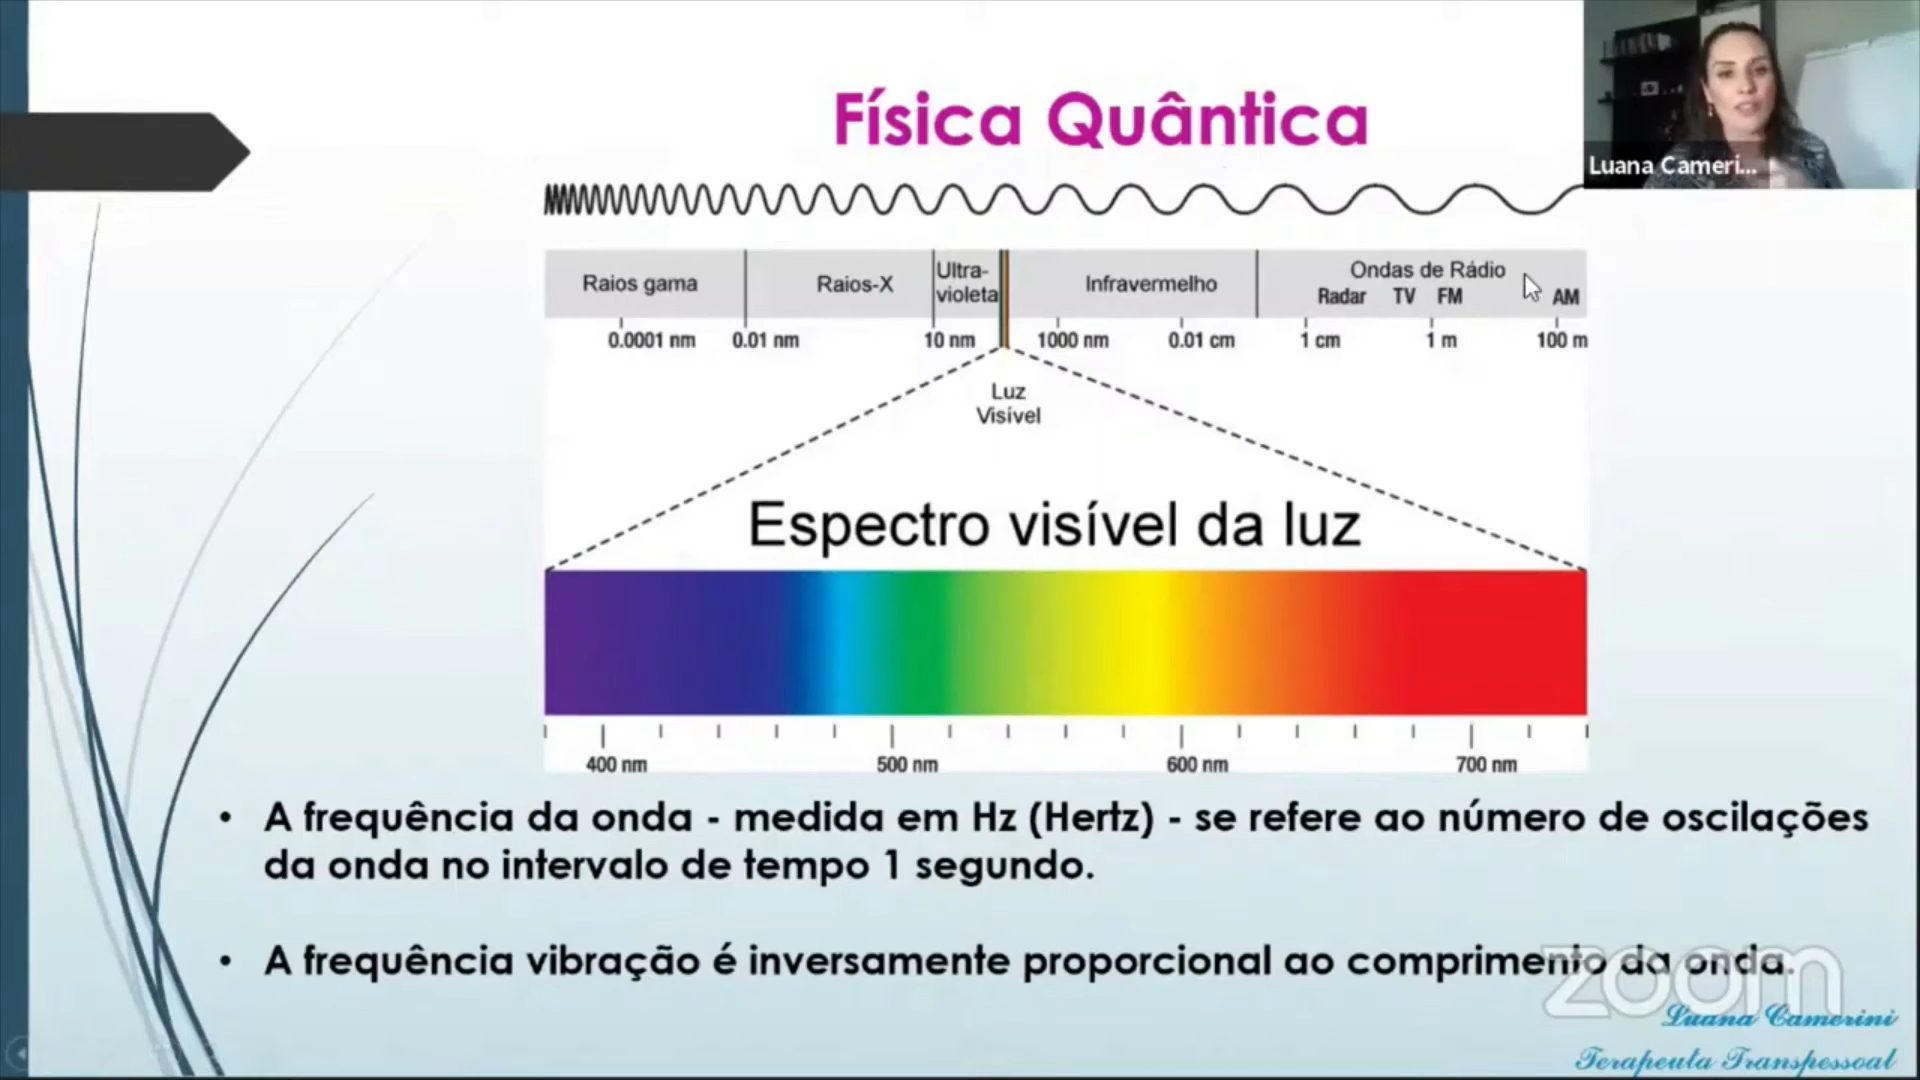 Física Quântica
Luana Cameri...
Raios gama
Raios-X
Ultra-
violeta
Infravermelho
Ondas de Rádio
Radar TV FM AM
0.0001 nm 0.01 nm 10 nm 1000 nm 0.01 cm 1 cm 1 m 100 m
Luz
Visível
Espectro visível da luz
400 nm 500 nm 600 nm 700 nm
• A frequência da onda - medida em Hz (Hertz) - se refere ao número de oscilações
da onda no intervalo de tempo 1 segundo.
• A frequência vibração é inversamente proporcional ao comprimento da onda.
zoom
Luana Camerini
Terapeuta Transpessoal